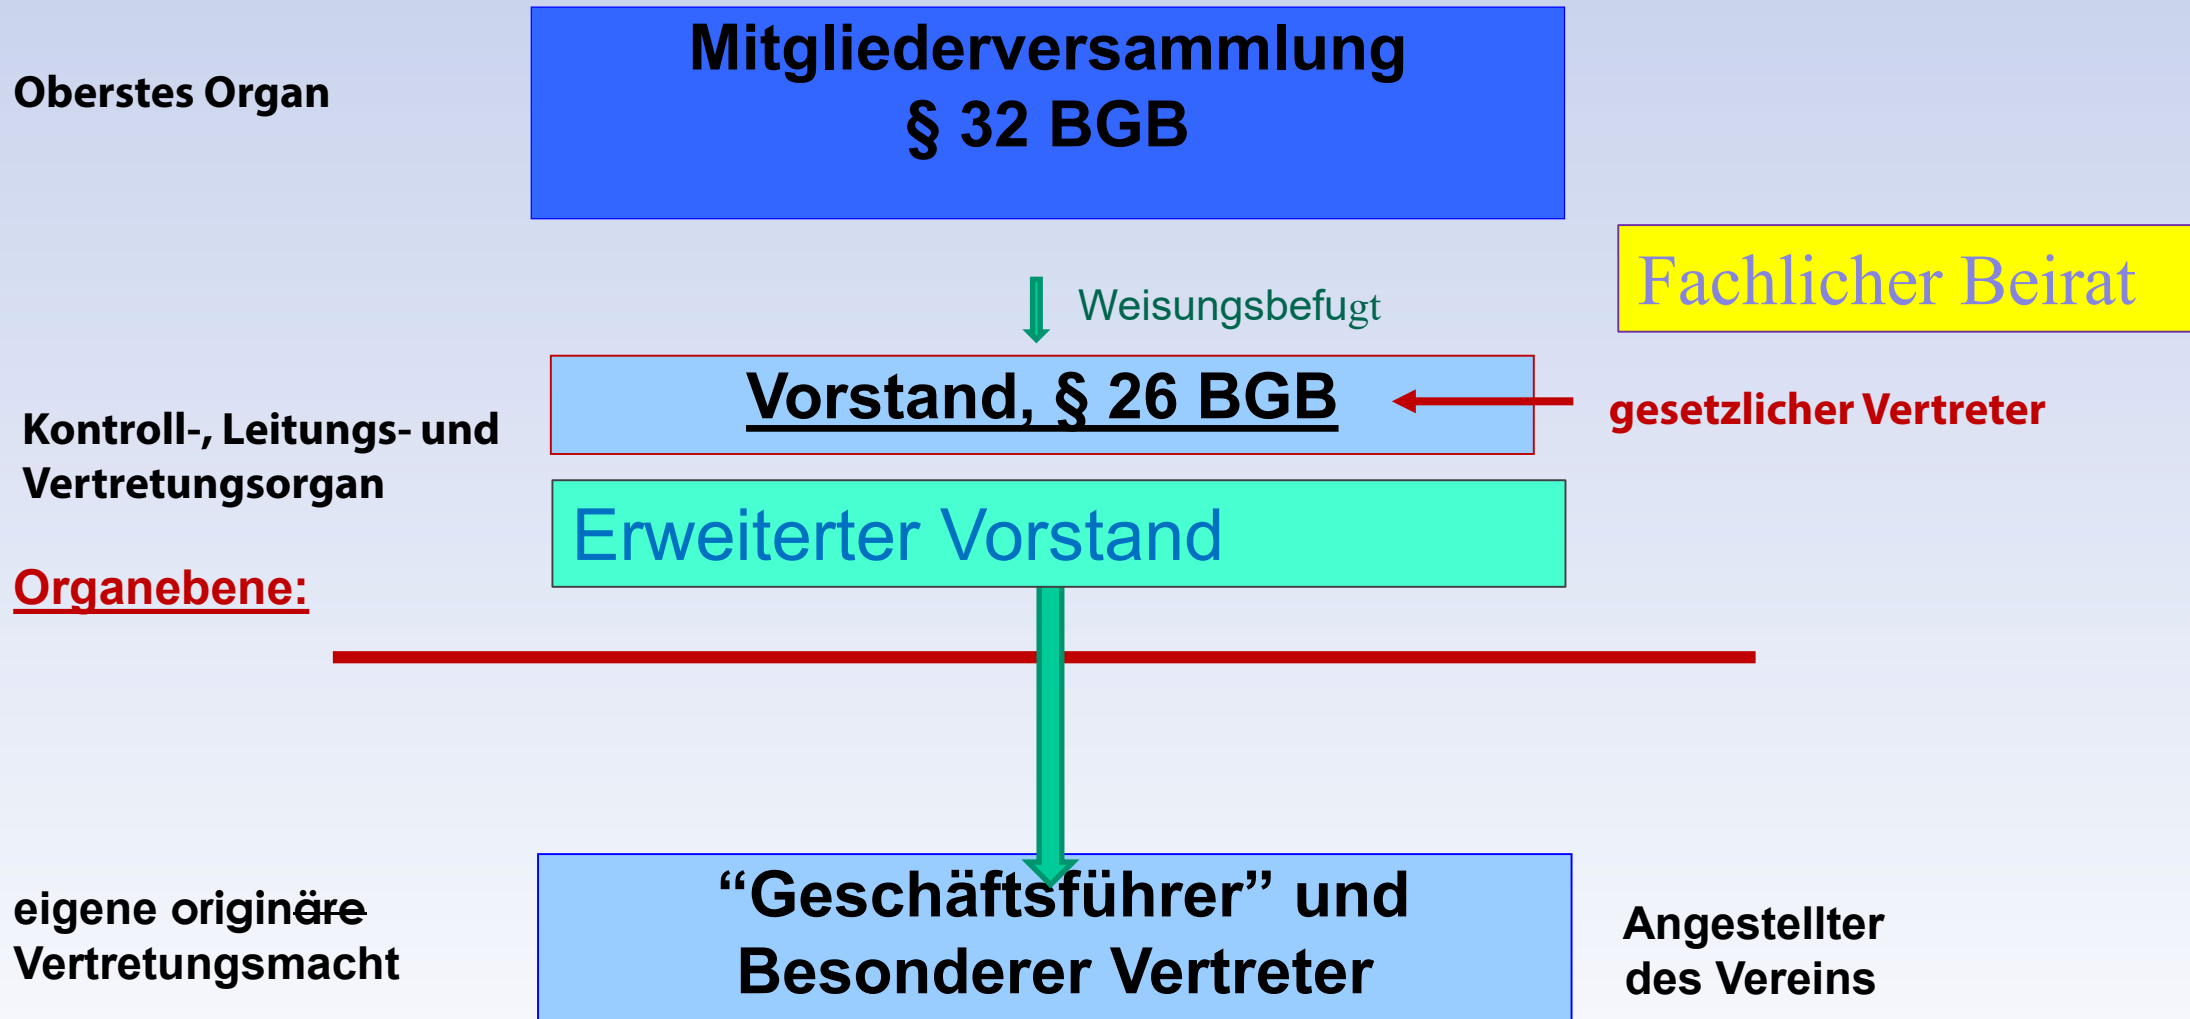 Mitgliederversammlung
§ 32 BGB
Oberstes Organ
Fachlicher Beirat
Weisungsbefugt
Vorstand, § 26 BGB
gesetzlicher Vertreter
Kontroll-, Leitungs- und
Vertretungsorgan
Erweiterter Vorstand
Organebene:
eigene originäre
Vertretungsmacht
“Geschäftsführer” und
Besonderer Vertreter
Angestellter
des Vereins